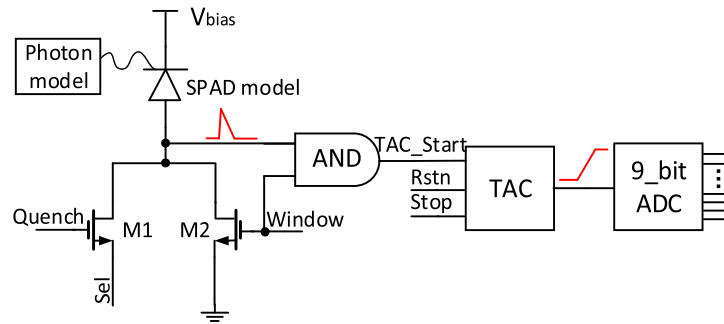 Vbias
Photon
model
SPAD model
AND
TAC_Start
Rstn
Stop
TAC
9_bit
ADC
Quench
M1
M2
Window
Sel